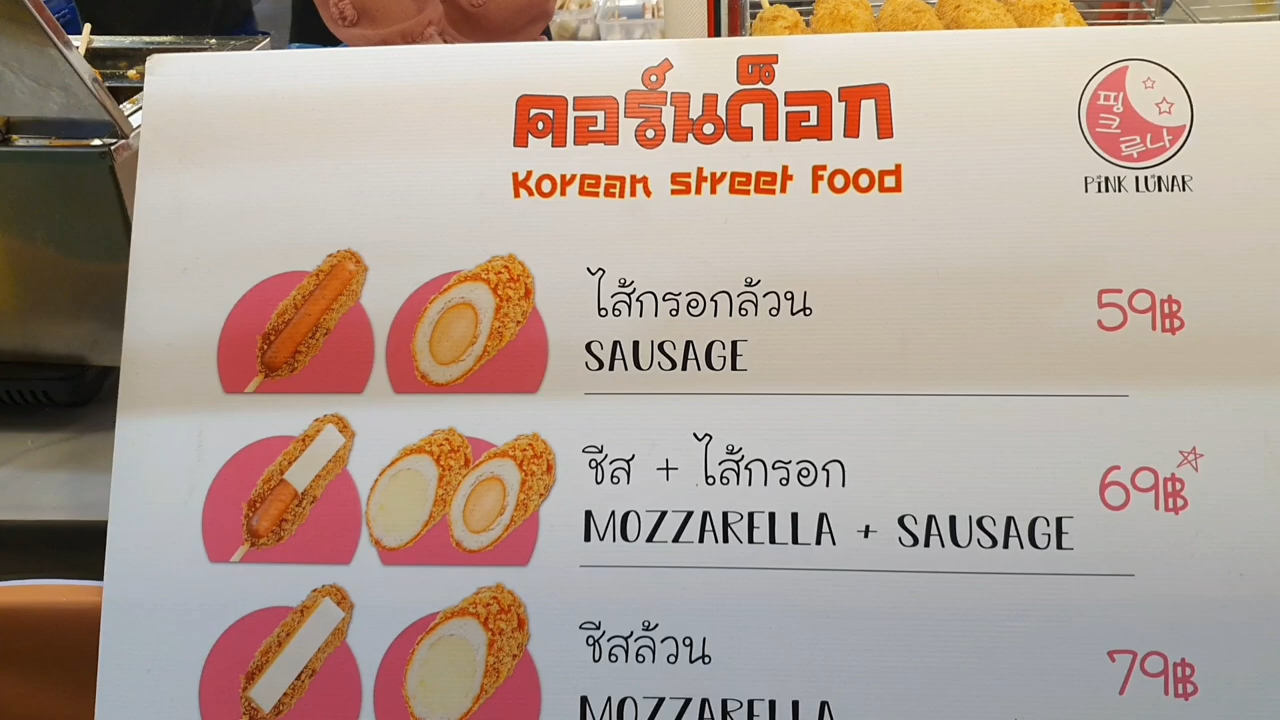 คอร์นด็อก
Korean street food
핑크
루나
PINK LUNAR
ไส้กรอกล้วน
SAUSAGE
59฿
ชีส + ไส้กรอก
MOZZARELLA + SAUSAGE
69฿
ชีสล้วน
MOZZARELLA
79฿